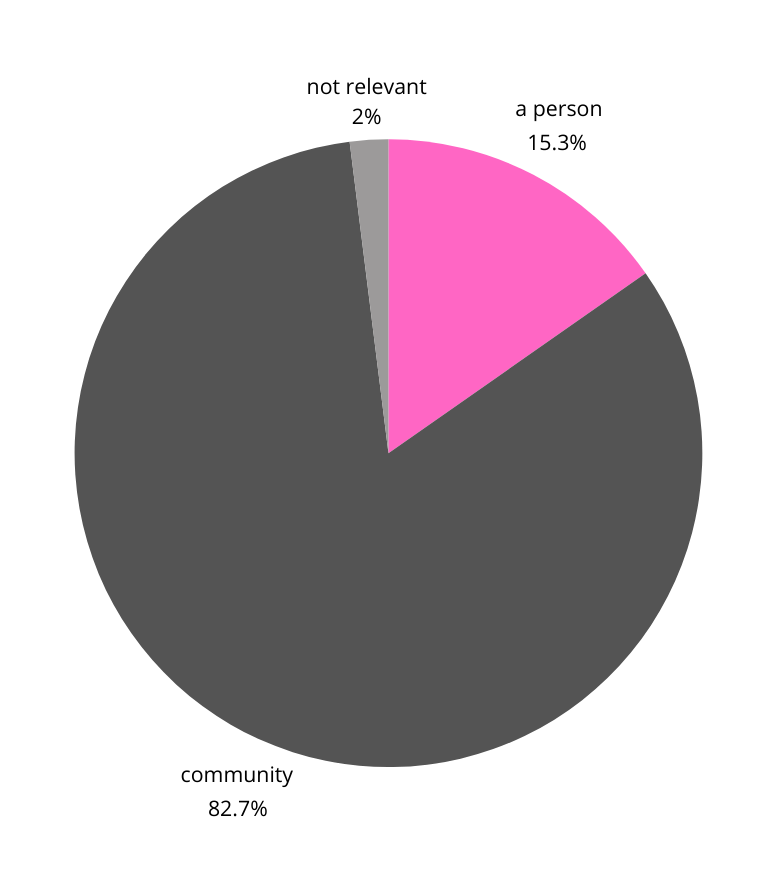 not relevant
2%
a person
15.3%
community
82.7%